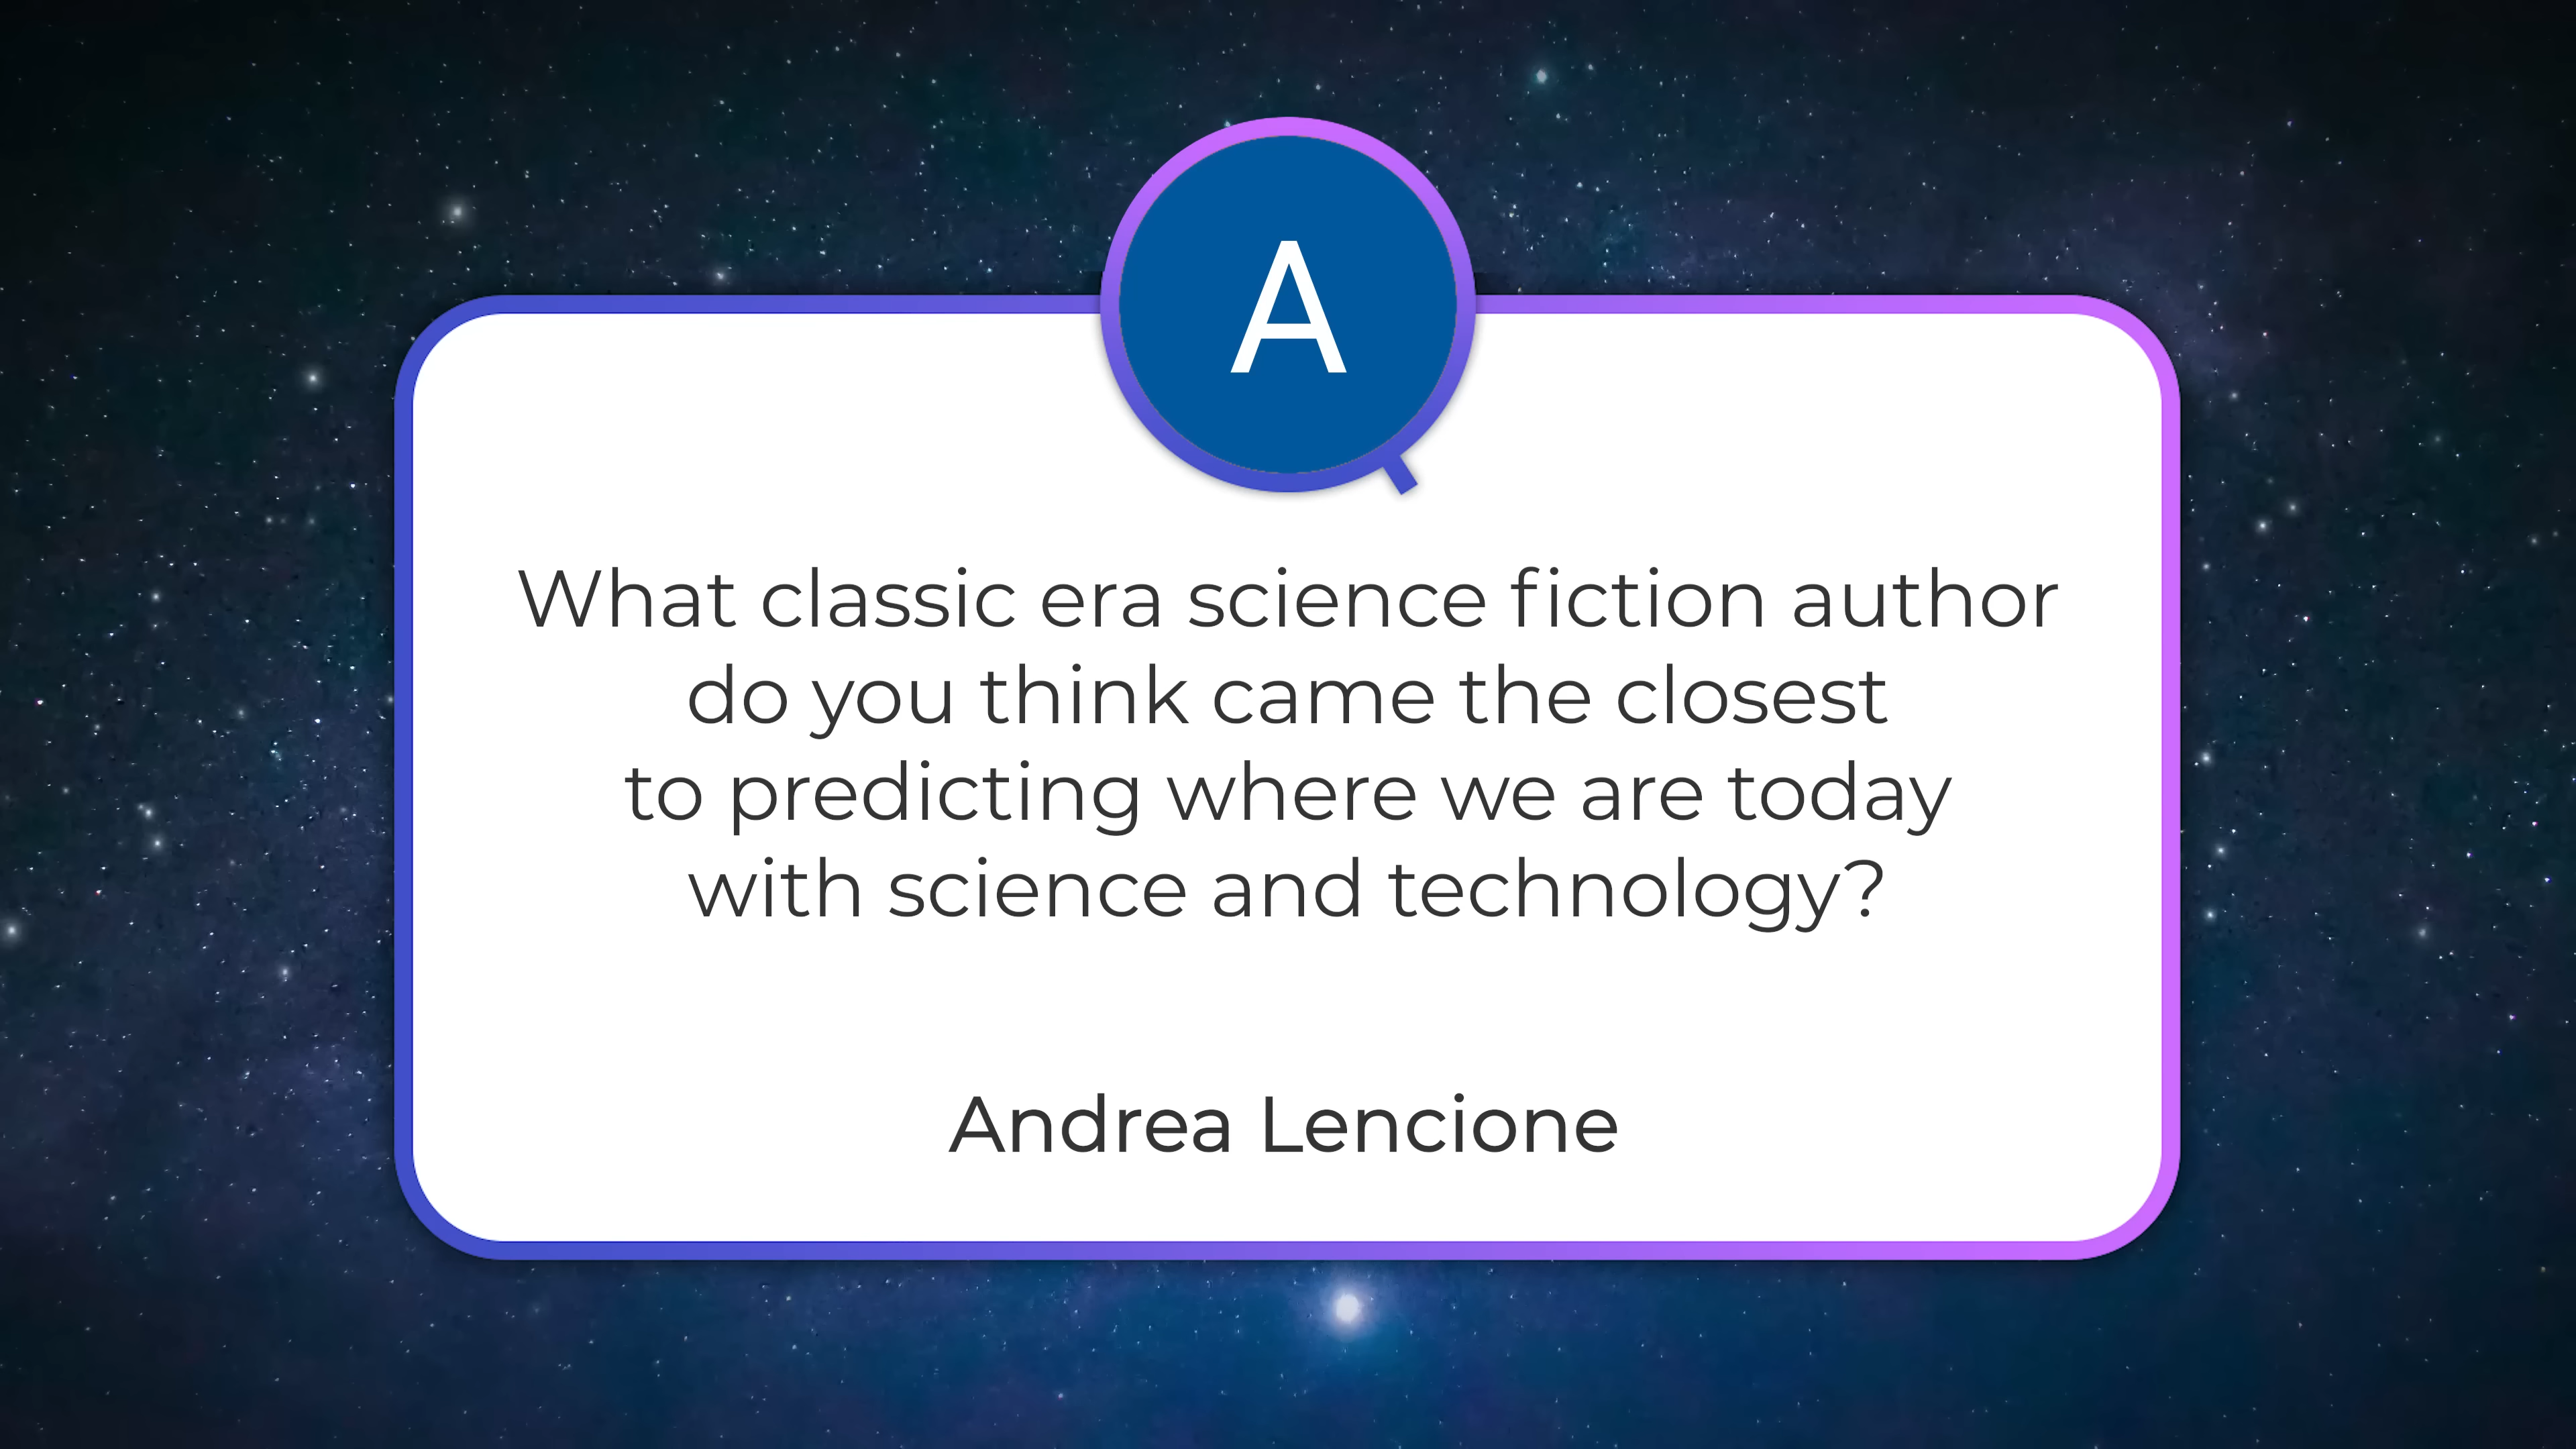 A
What classic era science fiction author
do you think came the closest
to predicting where we are today
with science and technology?
Andrea Lencione